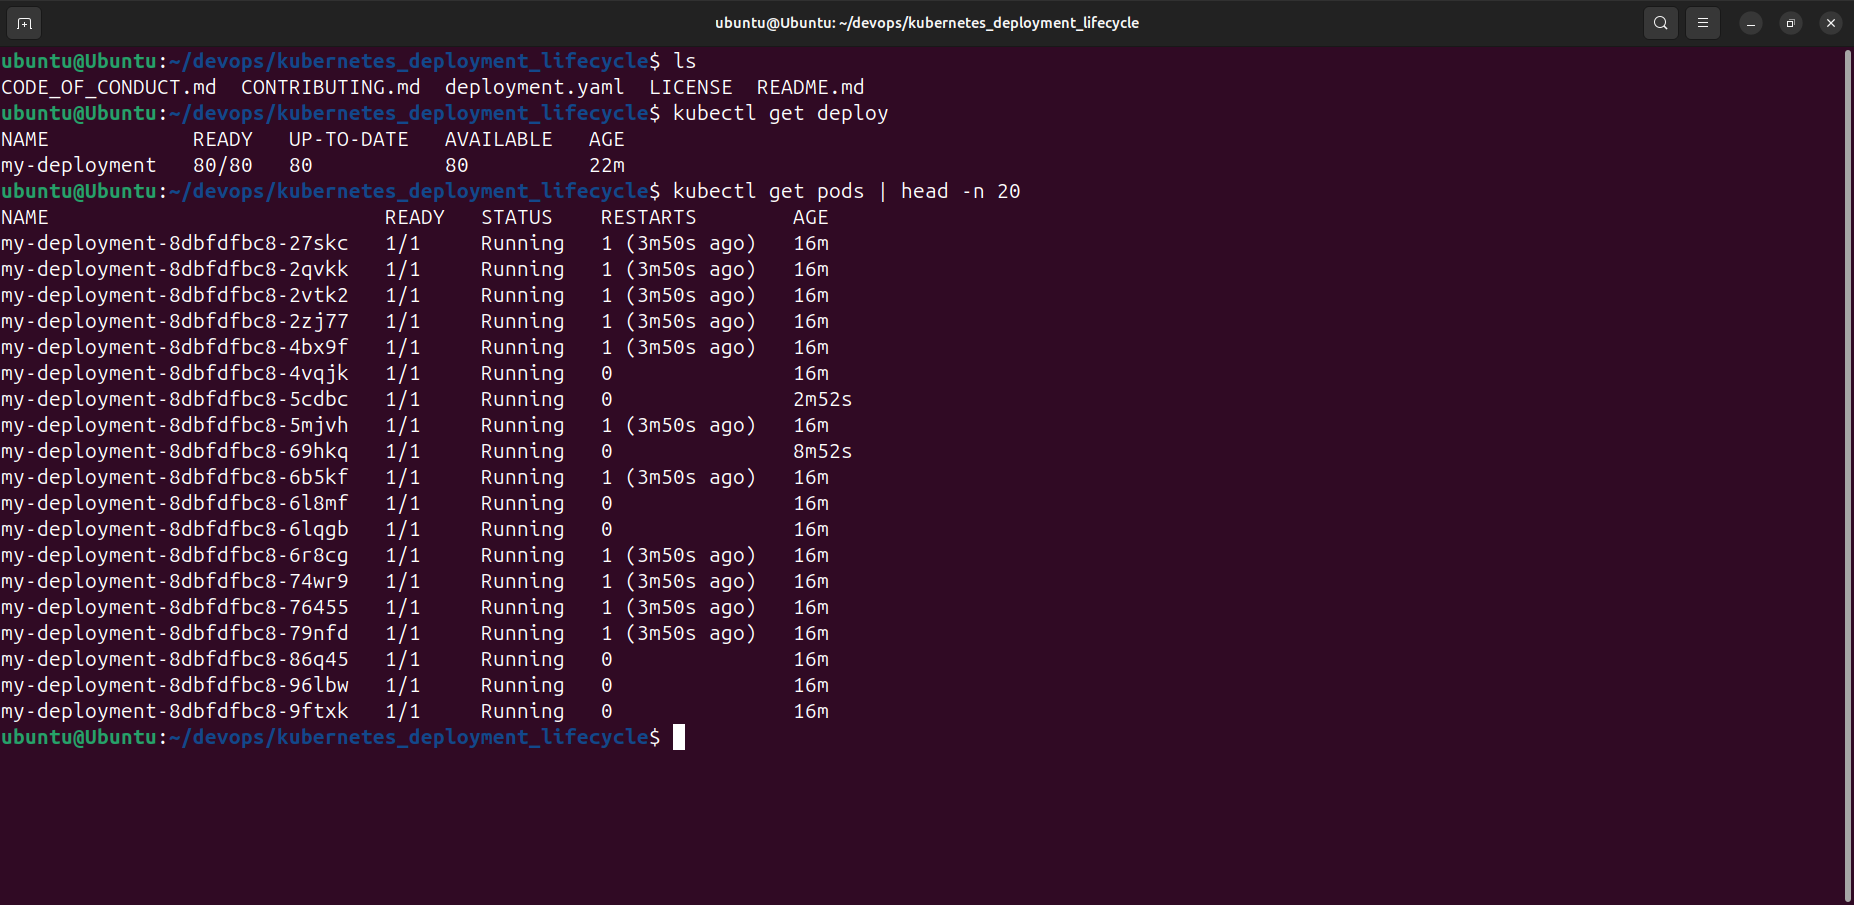 ubuntu@Ubuntu: ~/devops/kubernetes_deployment_lifecycle
ubuntu@Ubuntu:~/devops/kubernetes_deployment_lifecycle$ ls
CODE_OF_CONDUCT.md  CONTRIBUTING.md  deployment.yaml  LICENSE  README.md
ubuntu@Ubuntu:~/devops/kubernetes_deployment_lifecycle$ kubectl get deploy
NAME            READY   UP-TO-DATE   AVAILABLE   AGE
my-deployment   80/80   80           80          22m
ubuntu@Ubuntu:~/devops/kubernetes_deployment_lifecycle$ kubectl get pods | head -n 20
NAME                            READY   STATUS    RESTARTS        AGE
my-deployment-8dbfdfbc8-27skc   1/1     Running   1 (3m50s ago)   16m
my-deployment-8dbfdfbc8-2qvkk   1/1     Running   1 (3m50s ago)   16m
my-deployment-8dbfdfbc8-2vtk2   1/1     Running   1 (3m50s ago)   16m
my-deployment-8dbfdfbc8-2zj77   1/1     Running   1 (3m50s ago)   16m
my-deployment-8dbfdfbc8-4bx9f   1/1     Running   1 (3m50s ago)   16m
my-deployment-8dbfdfbc8-4vqjk   1/1     Running   0               16m
my-deployment-8dbfdfbc8-5cdbc   1/1     Running   0               2m52s
my-deployment-8dbfdfbc8-5mjvh   1/1     Running   1 (3m50s ago)   16m
my-deployment-8dbfdfbc8-69hkq   1/1     Running   0               8m52s
my-deployment-8dbfdfbc8-6b5kf   1/1     Running   1 (3m50s ago)   16m
my-deployment-8dbfdfbc8-6l8mf   1/1     Running   0               16m
my-deployment-8dbfdfbc8-6lqgb   1/1     Running   0               16m
my-deployment-8dbfdfbc8-6r8cg   1/1     Running   1 (3m50s ago)   16m
my-deployment-8dbfdfbc8-74wr9   1/1     Running   1 (3m50s ago)   16m
my-deployment-8dbfdfbc8-76455   1/1     Running   1 (3m50s ago)   16m
my-deployment-8dbfdfbc8-79nfd   1/1     Running   1 (3m50s ago)   16m
my-deployment-8dbfdfbc8-86q45   1/1     Running   0               16m
my-deployment-8dbfdfbc8-96lbw   1/1     Running   0               16m
my-deployment-8dbfdfbc8-9ftxk   1/1     Running   0               16m
ubuntu@Ubuntu:~/devops/kubernetes_deployment_lifecycle$